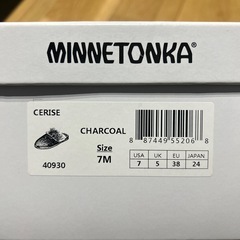 MINNETONKA®
CERISE
CHARCOAL
Size
7M
40930
8 87449 55206 8
USA UK EU JAPAN
7 5 38 24